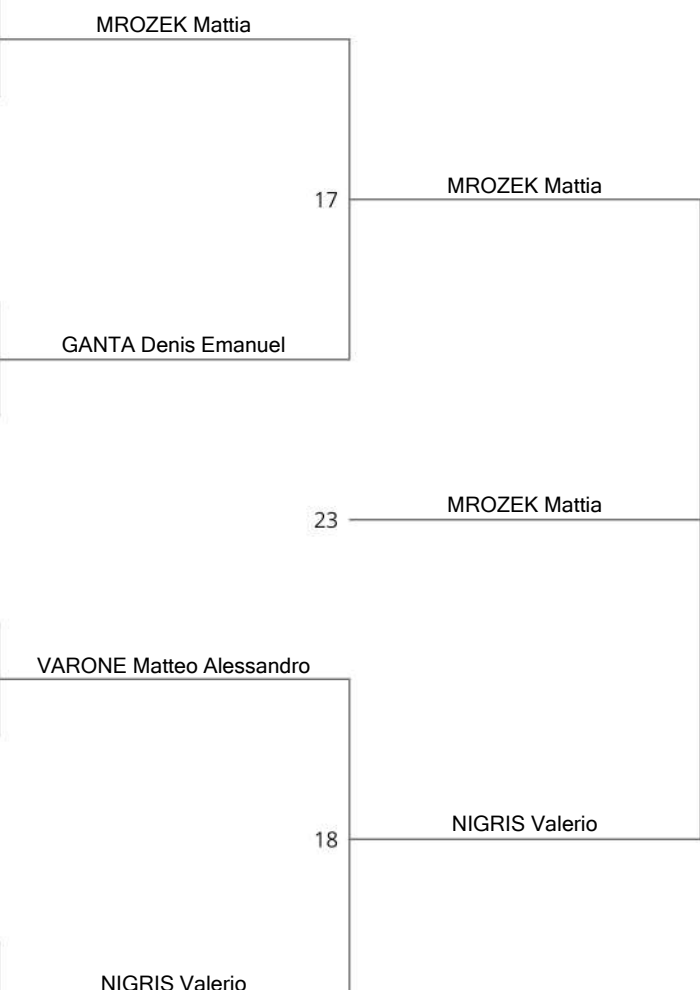 MROZEK Mattia
MROZEK Mattia
17
GANTA Denis Emanuel
MROZEK Mattia
23
VARONE Matteo Alessandro
NIGRIS Valerio
18
NIGRIS Valerio